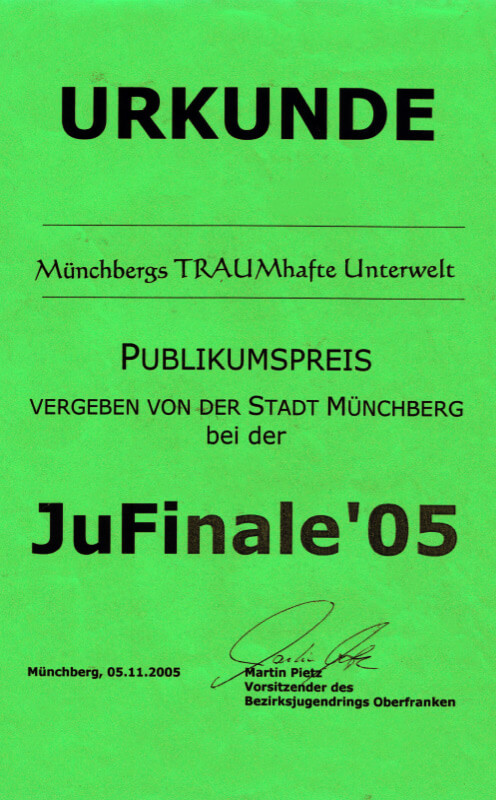 URKUNDE
Münchbergs TRAUMhafte Unterwelt
PUBLIKUMSPREIS
VERGEBEN VON DER STADT MÜNCHBERG
bei der
JuFinale'05
Münchberg, 05.11.2005
Martin Pietz
Vorsitzender des
Bezirksjugendrings Oberfranken